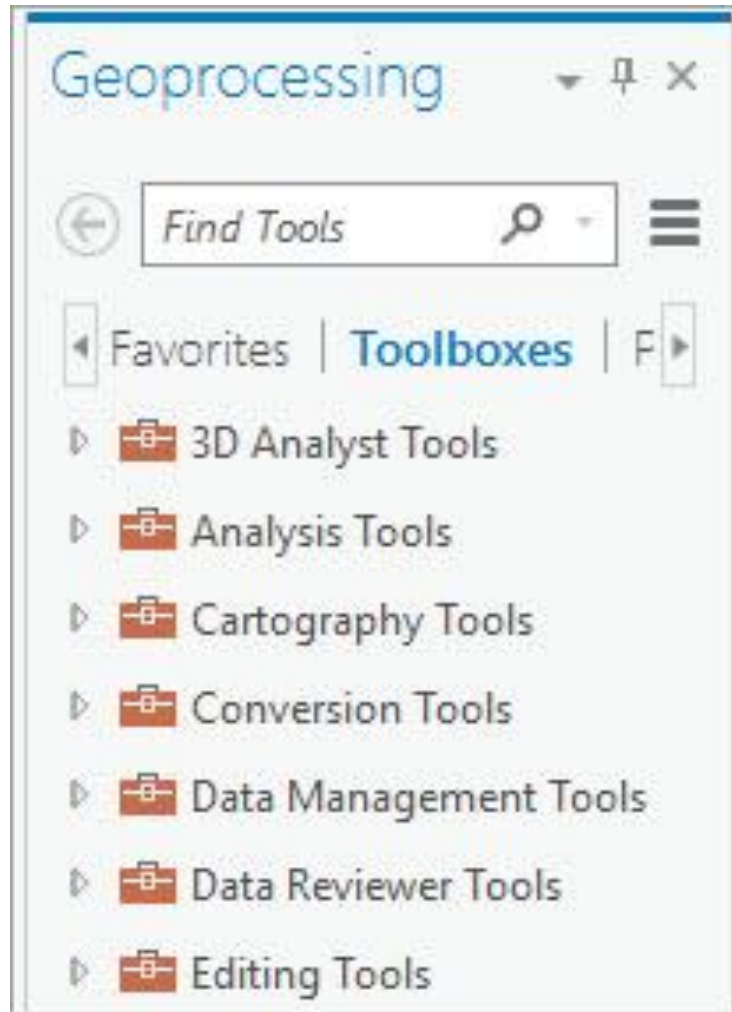 Geoprocessing
Find Tools
Favorites | Toolboxes | P
3D Analyst Tools
Analysis Tools
Cartography Tools
Conversion Tools
Data Management Tools
Data Reviewer Tools
Editing Tools